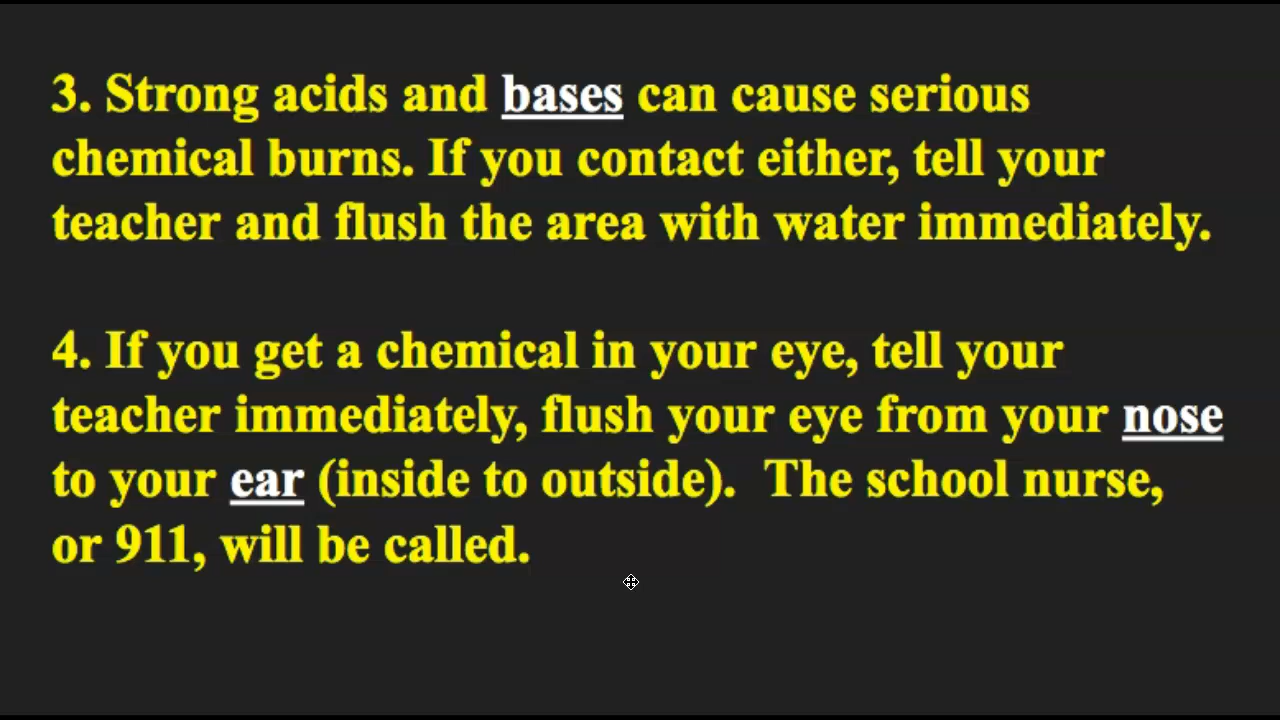 3. Strong acids and bases can cause serious
chemical burns. If you contact either, tell your
teacher and flush the area with water immediately.
4. If you get a chemical in your eye, tell your
teacher immediately, flush your eye from your nose
to your ear (inside to outside).  The school nurse,
or 911, will be called.